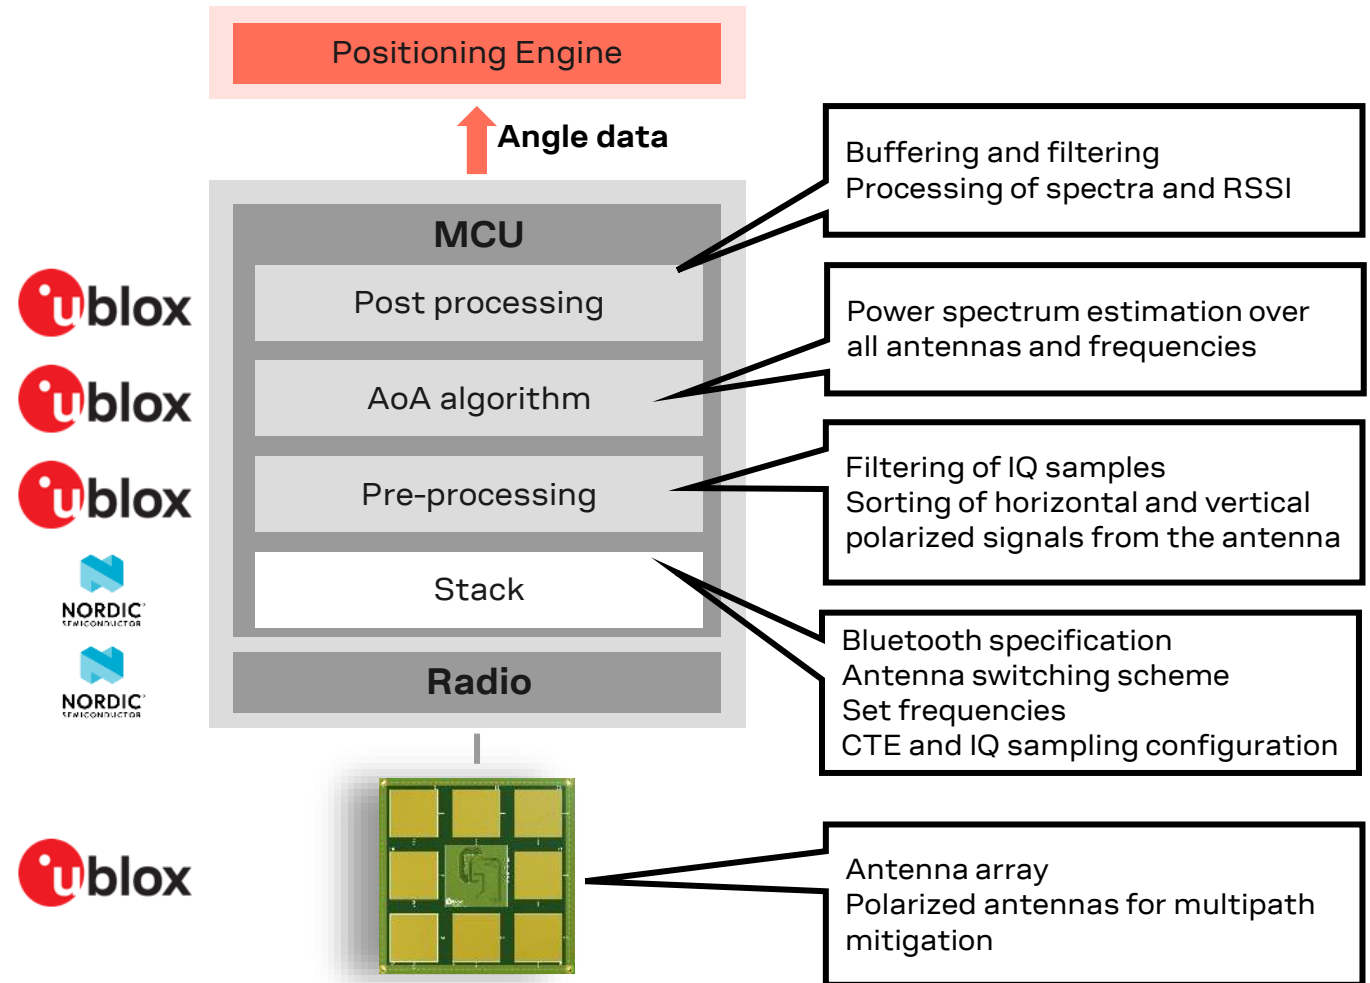 Positioning Engine
Angle data
MCU
Post processing
AoA algorithm
Pre-processing
Stack
Radio
ublox
ublox
ublox
NORDIC
SEMICONDUCTOR
NORDIC
SEMICONDUCTOR
ublox
Buffering and filtering
Processing of spectra and RSSI
Power spectrum estimation over
all antennas and frequencies
Filtering of IQ samples
Sorting of horizontal and vertical
polarized signals from the antenna
Bluetooth specification
Antenna switching scheme
Set frequencies
CTE and IQ sampling configuration
Antenna array
Polarized antennas for multipath
mitigation